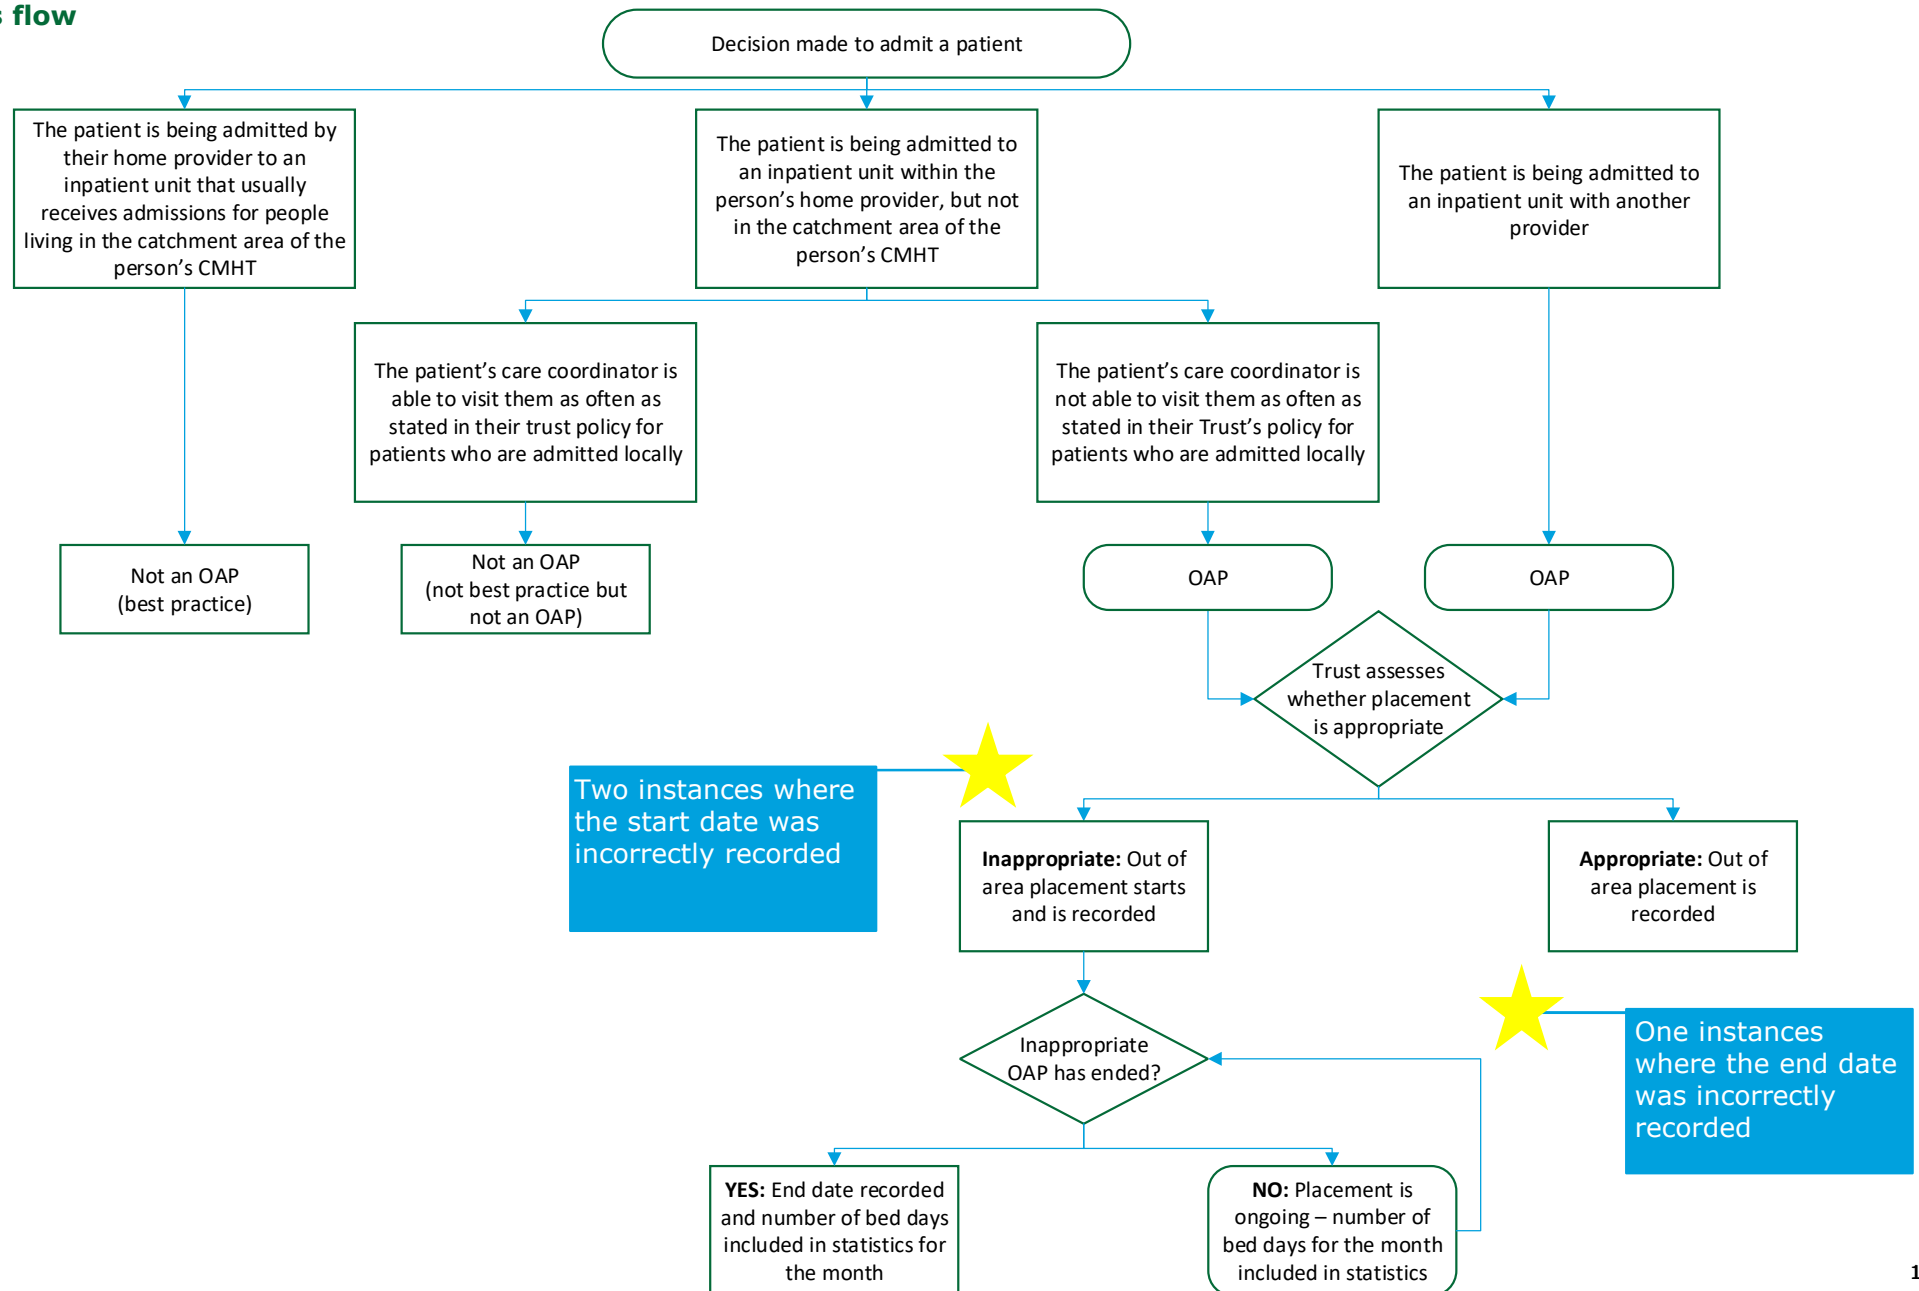 s flow
Decision made to admit a patient
The patient is being admitted by
their home provider to an
inpatient unit that usually
receives admissions for people
living in the catchment area of the
person's CMHT
The patient is being admitted to
an inpatient unit within the
person's home provider, but not
in the catchment area of the
person's CMHT
The patient is being admitted to
an inpatient unit with another
provider
The patient's care coordinator is
able to visit them as often as
stated in their trust policy for
patients who are admitted locally
The patient's care coordinator is
not able to visit them as often as
stated in their Trust's policy for
patients who are admitted locally
Not an OAP
(best practice)
Not an OAP
(not best practice but
not an OAP)
OAP
OAP
Trust assesses
whether placement
is appropriate
Two instances where
the start date was
incorrectly recorded
Inappropriate: Out of
area placement starts
and is recorded
Appropriate: Out of
area placement is
recorded
Inappropriate
OAP has ended?
One instances
where the end date
was incorrectly
recorded
YES: End date recorded
and number of bed days
included in statistics for
the month
NO: Placement is
ongoing – number of
bed days for the month
included in statistics
1